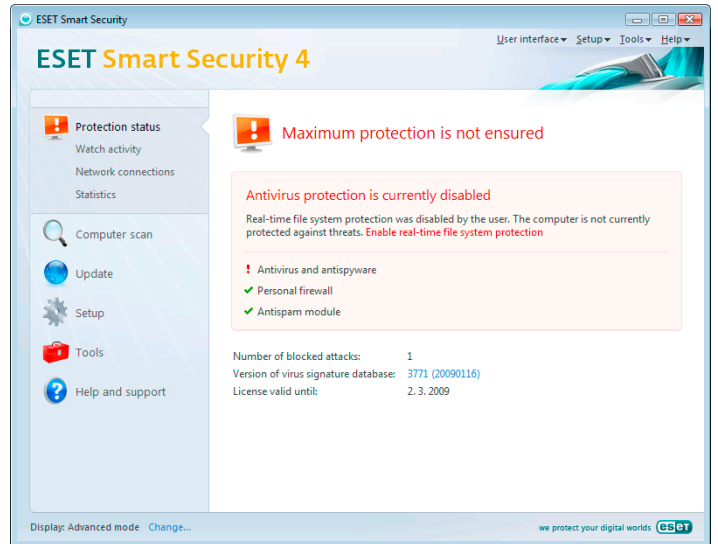 ESET Smart Security
User interface Setup Tools Help
ESET Smart Security 4
Protection status
Watch activity
Network connections
Statistics
Computer scan
Update
Setup
Tools
Help and support
Maximum protection is not ensured
Antivirus protection is currently disabled
Real-time file system protection was disabled by the user. The computer is not currently
protected against threats. Enable real-time file system protection
Antivirus and antispyware
Personal firewall
Antispam module
Number of blocked attacks: 1
Version of virus signature database: 3771 (20090116)
License valid until: 2. 3. 2009
Display: Advanced mode Change...
we protect your digital worlds eset